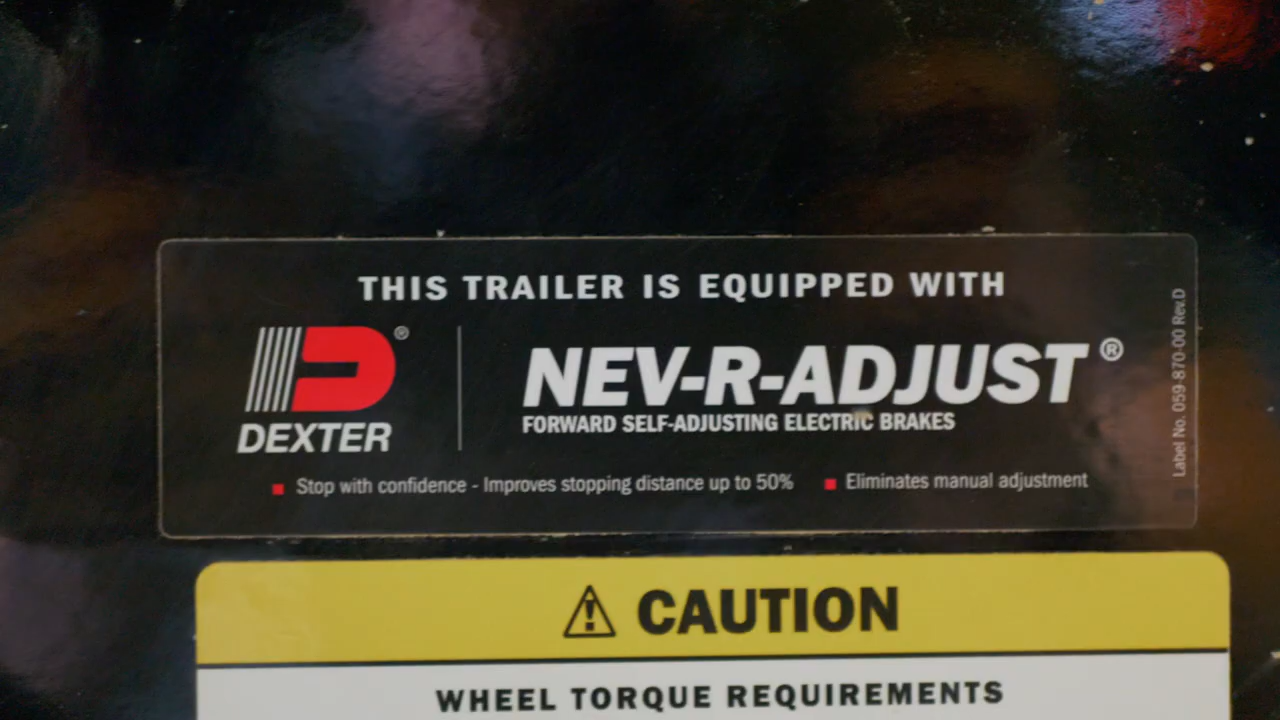 THIS TRAILER IS EQUIPPED WITH
DEXTER®
NEV-R-ADJUST®
FORWARD SELF-ADJUSTING ELECTRIC BRAKES
Stop with confidence - Improves stopping distance up to 50%
Eliminates manual adjustment
Label No. 059-870-00 Rev.D
CAUTION
WHEEL TORQUE REQUIREMENTS